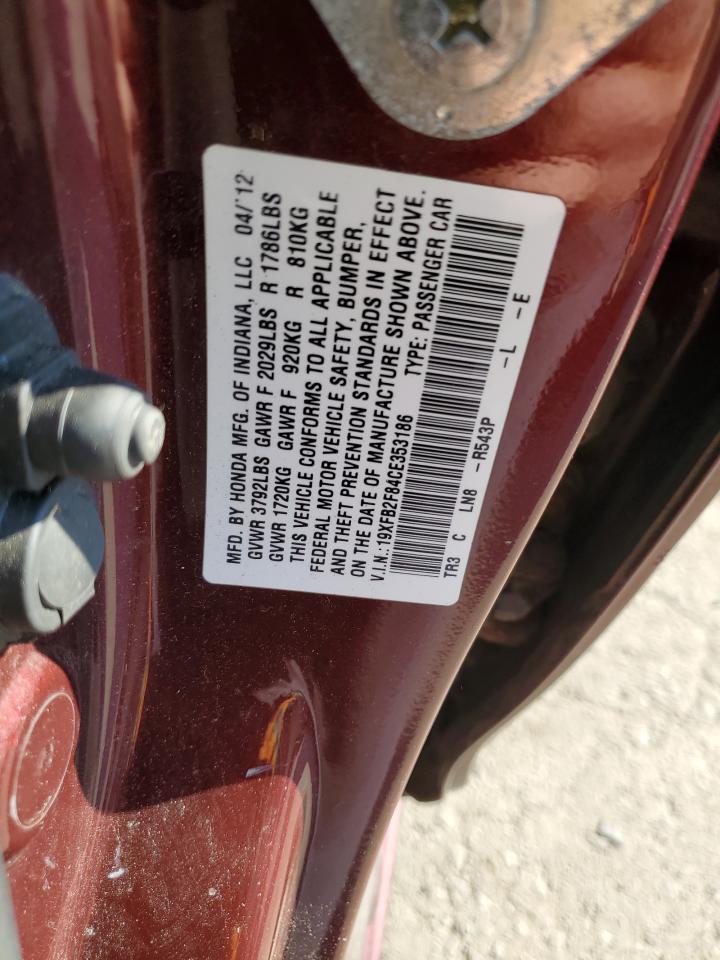 MFD. BY HONDA MFG. OF INDIANA, LLC 04/'12
GVWR 3792LBS GAWR F 2029LBS R 1786LBS
GVWR 1720KG GAWR F 920KG R 810KG
THIS VEHICLE CONFORMS TO ALL APPLICABLE
FEDERAL MOTOR VEHICLE SAFETY, BUMPER,
AND THEFT PREVENTION STANDARDS IN EFFECT
ON THE DATE OF MANUFACTURE SHOWN ABOVE.
V.I.N.:19XFB2F84CE353186 TYPE: PASSENGER CAR
TR3 C LN8 -R543P -L -E